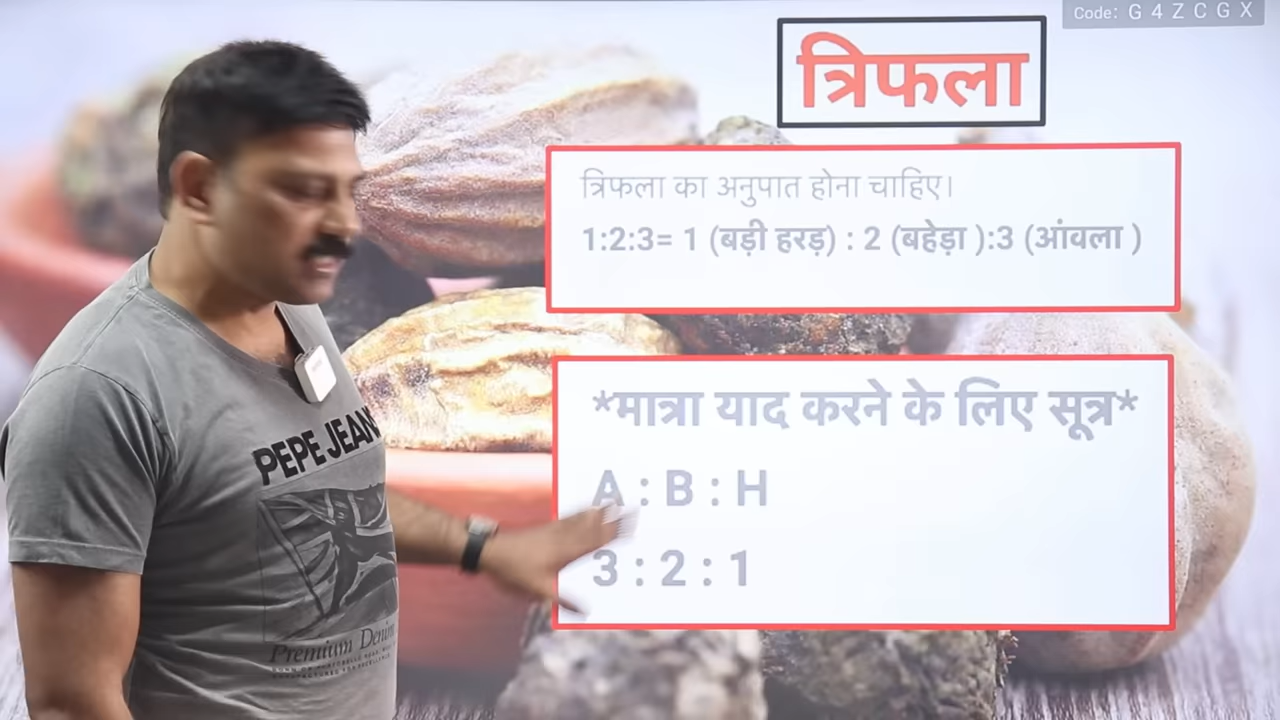 Code: G 4 Z C G X
त्रिफला
त्रिफला का अनुपात होना चाहिए।
1:2:3= 1 (बड़ी हरड़) : 2 (बहेड़ा ):3 (आंवला )
*मात्रा याद करने के लिए सूत्र*
A : B : H
3 : 2 : 1
PEPE JEANS
Premium Denim